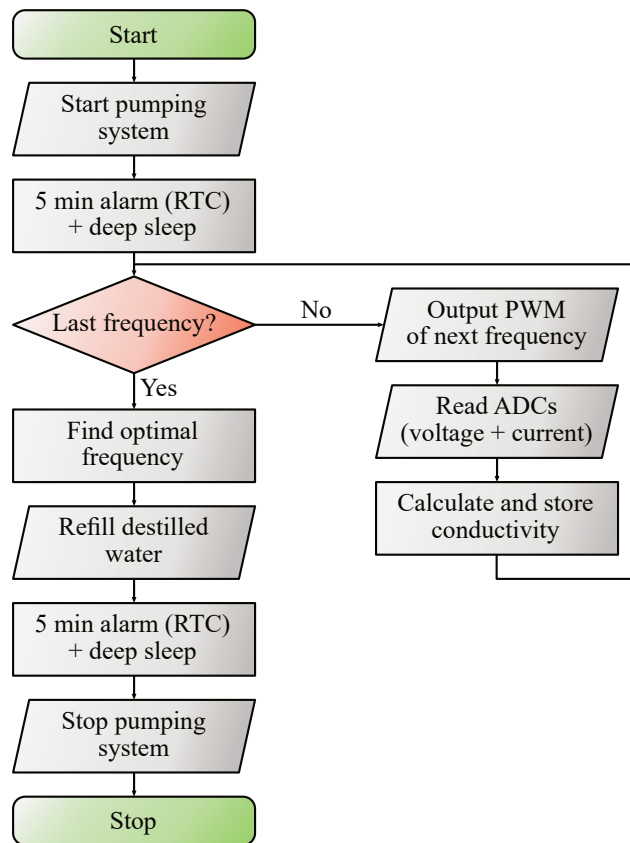 Start
Start pumping
system
5 min alarm (RTC)
+ deep sleep
Last frequency?
No
Yes
Output PWM
of next frequency
Read ADCs
(voltage + current)
Calculate and store
conductivity
Find optimal
frequency
Refill destilled
water
5 min alarm (RTC)
+ deep sleep
Stop pumping
system
Stop